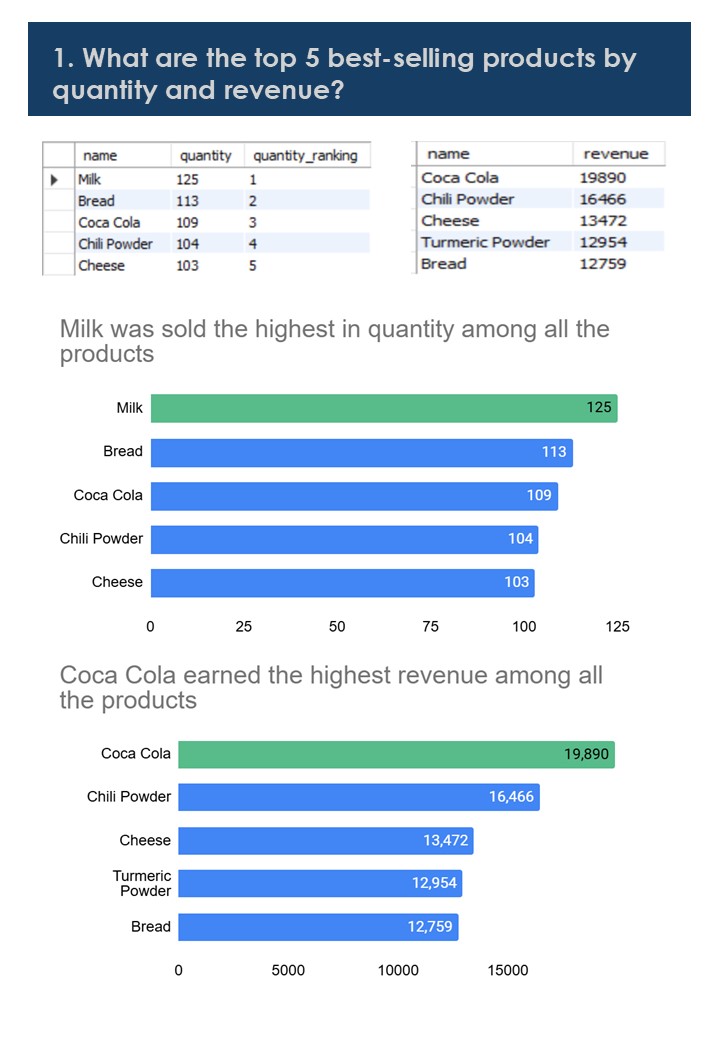 1. What are the top 5 best-selling products by
quantity and revenue?
name quantity quantity_ranking
Milk 125 1
Bread 113 2
Coca Cola 109 3
Chili Powder 104 4
Cheese 103 5
name revenue
Coca Cola 19890
Chili Powder 16466
Cheese 13472
Turmeric Powder 12954
Bread 12759
Milk was sold the highest in quantity among all the
products
Milk 125
Bread 113
Coca Cola 109
Chili Powder 104
Cheese 103
0 25 50 75 100 125
Coca Cola earned the highest revenue among all
the products
Coca Cola 19,890
Chili Powder 16,466
Cheese 13,472
Turmeric
Powder 12,954
Bread 12,759
0 5000 10000 15000